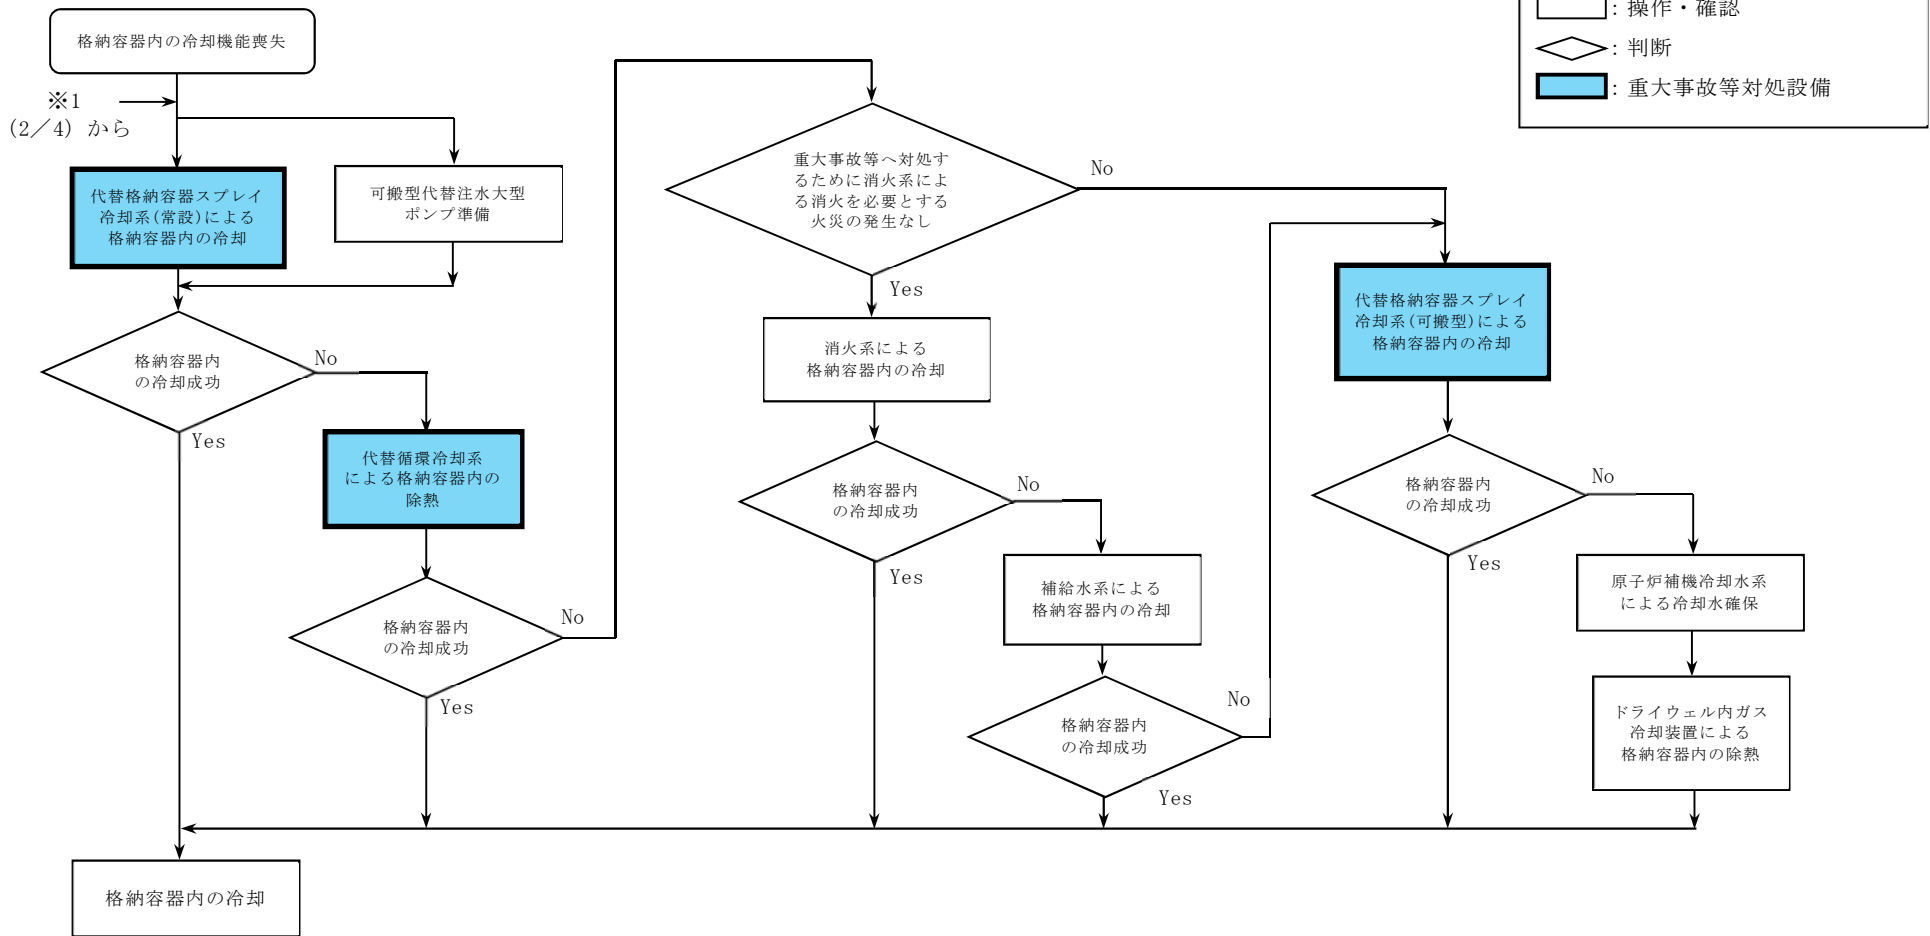 格納容器内の冷却機能喪失
※1
(2／4) から
代替格納容器スプレイ
冷却系(常設)による
格納容器内の冷却
可搬型代替注水大型
ポンプ準備
格納容器内
の冷却成功
No
Yes
代替循環冷却系
による格納容器内の
除熱
格納容器内
の冷却成功
No
Yes
重大事故等へ対処す
るために消火系によ
る消火を必要とする
火災の発生なし
No
Yes
消火系による
格納容器内の冷却
格納容器内
の冷却成功
No
Yes
補給水系による
格納容器内の冷却
格納容器内
の冷却成功
No
Yes
代替格納容器スプレイ
冷却系(可搬型)による
格納容器内の冷却
格納容器内
の冷却成功
No
Yes
原子炉補機冷却水系
による冷却水確保
ドライウェル内ガス
冷却装置による
格納容器内の除熱
格納容器内の冷却
：操作・確認
：判断
：重大事故等対処設備